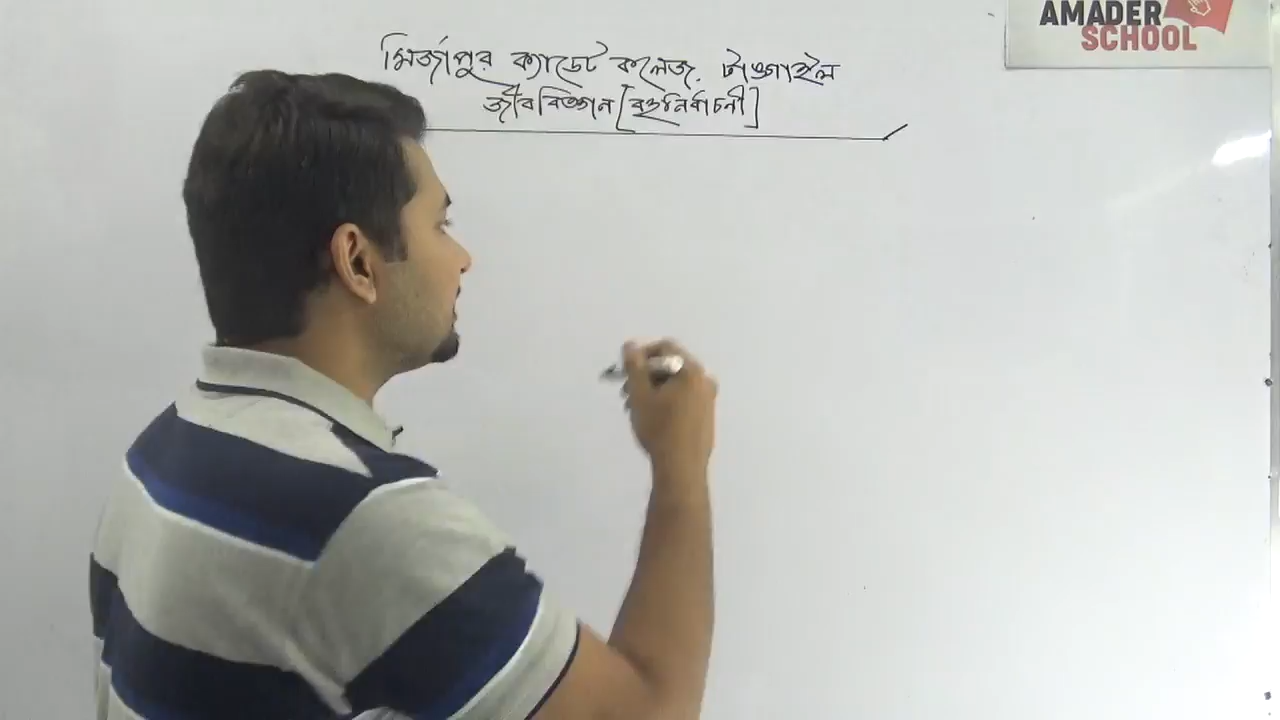 AMADER
SCHOOL
মির্জাপুর ক্যাডেট কলেজ, টাঙ্গাইল
জীববিজ্ঞান [বহুনির্বাচনী]